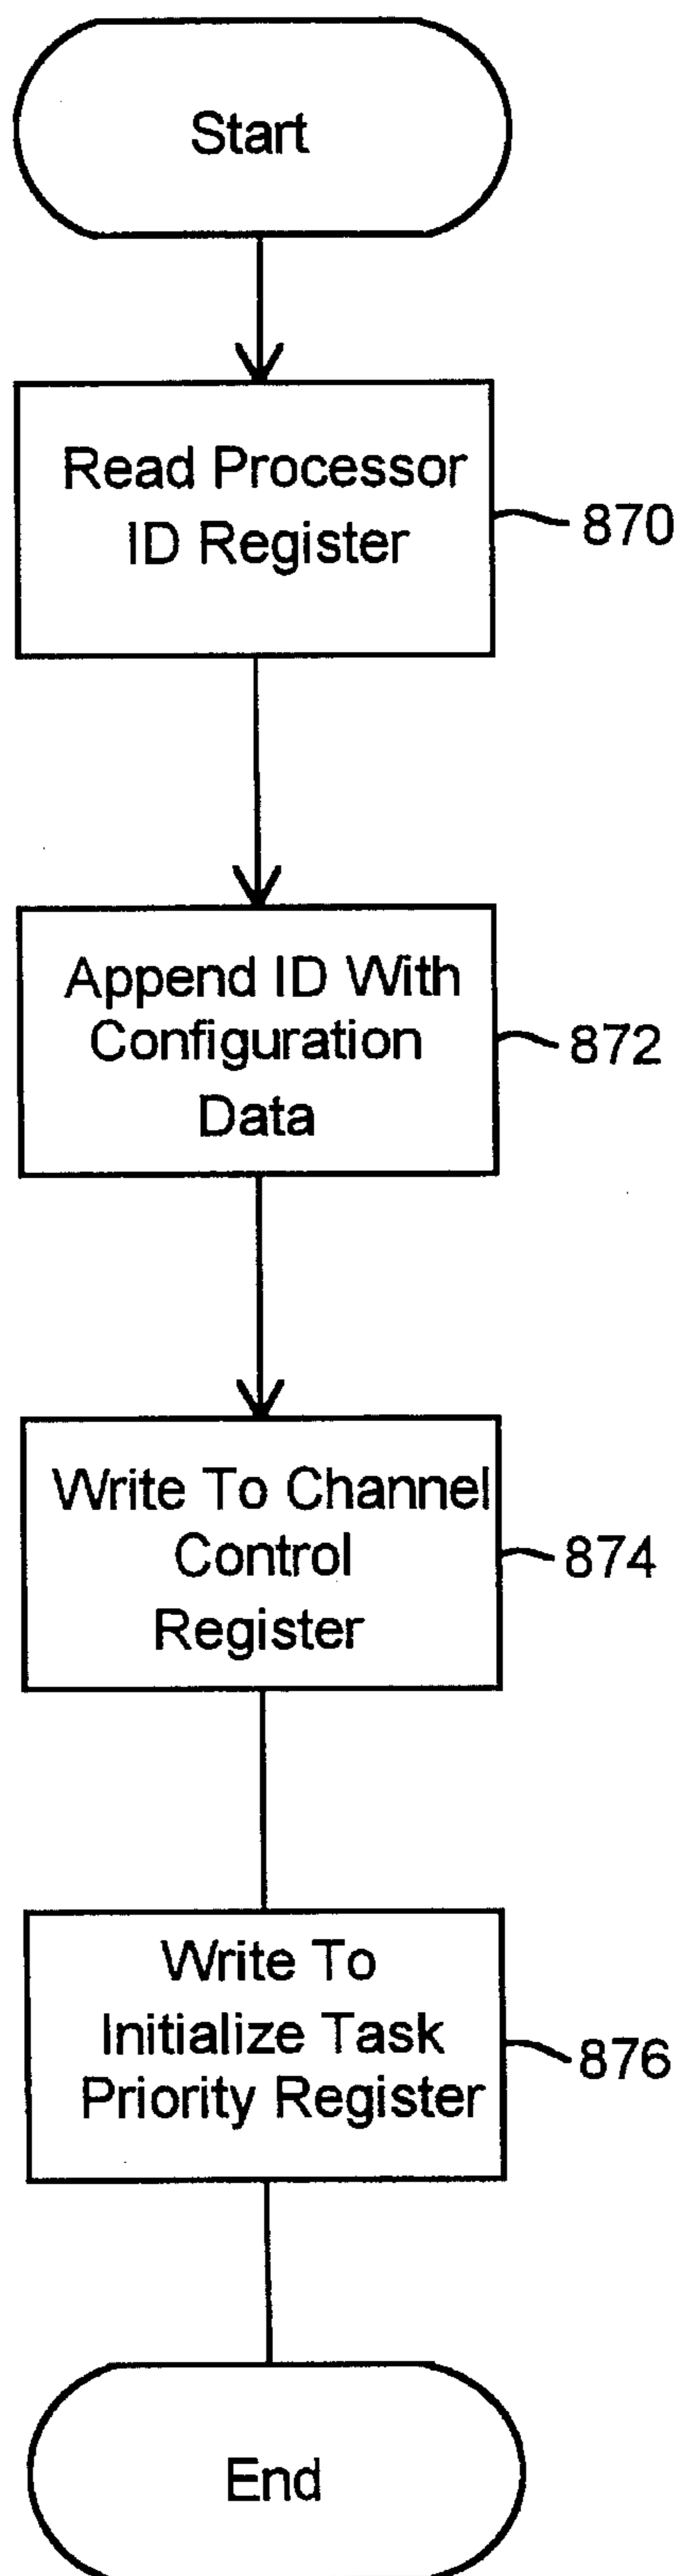 Start
Read Processor
ID Register
870
Append ID With
Configuration
Data
872
Write To Channel
Control
Register
874
Write To
Initialize Task
Priority Register
876
End